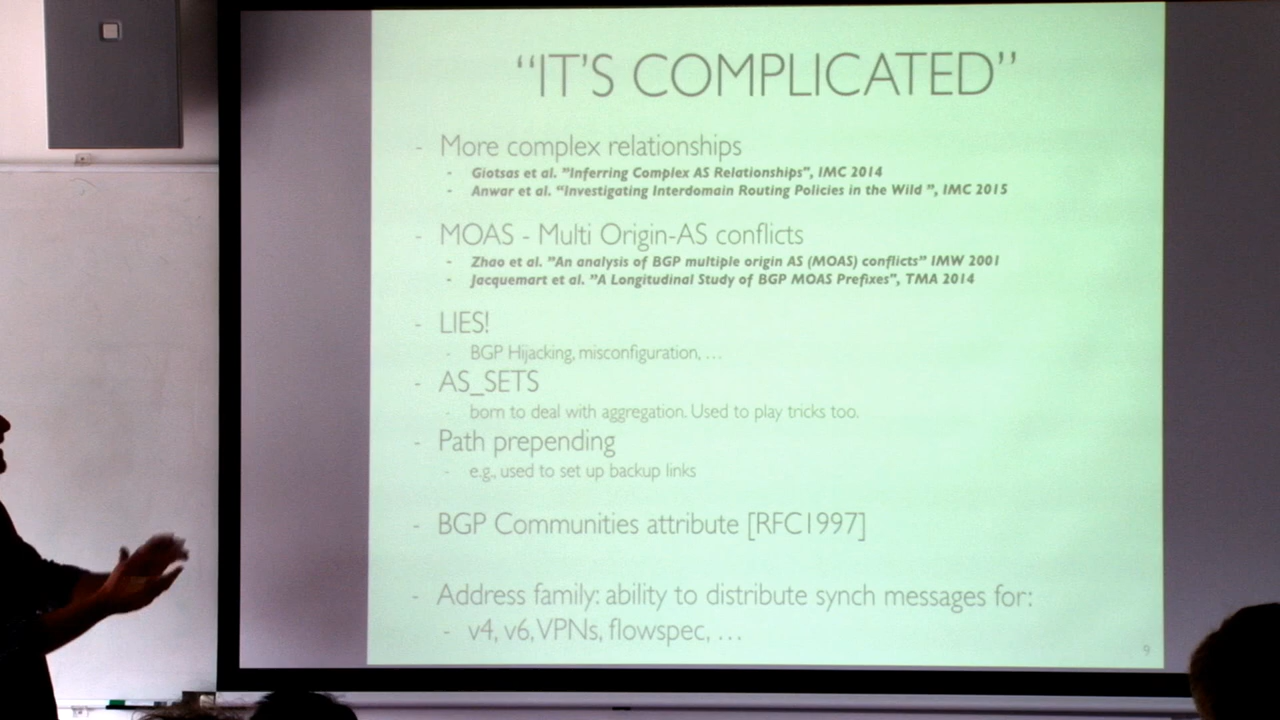 “IT’S COMPLICATED”
- More complex relationships
- Giotsas et al. ”Inferring Complex AS Relationships”, IMC 2014
- Anwar et al. “Investigating Interdomain Routing Policies in the Wild ”, IMC 2015
- MOAS - Multi Origin-AS conflicts
- Zhao et al. ”An analysis of BGP multiple origin AS (MOAS) conflicts” IMW 2001
- Jacquemart et al. ”A Longitudinal Study of BGP MOAS Prefixes”, TMA 2014
- LIES!
- BGP Hijacking, misconfiguration, …
- AS_SETS
- born to deal with aggregation. Used to play tricks too.
- Path prepending
- e.g., used to set up backup links
- BGP Communities attribute [RFC1997]
- Address family: ability to distribute synch messages for:
- v4, v6, VPNs, flowspec, …
9